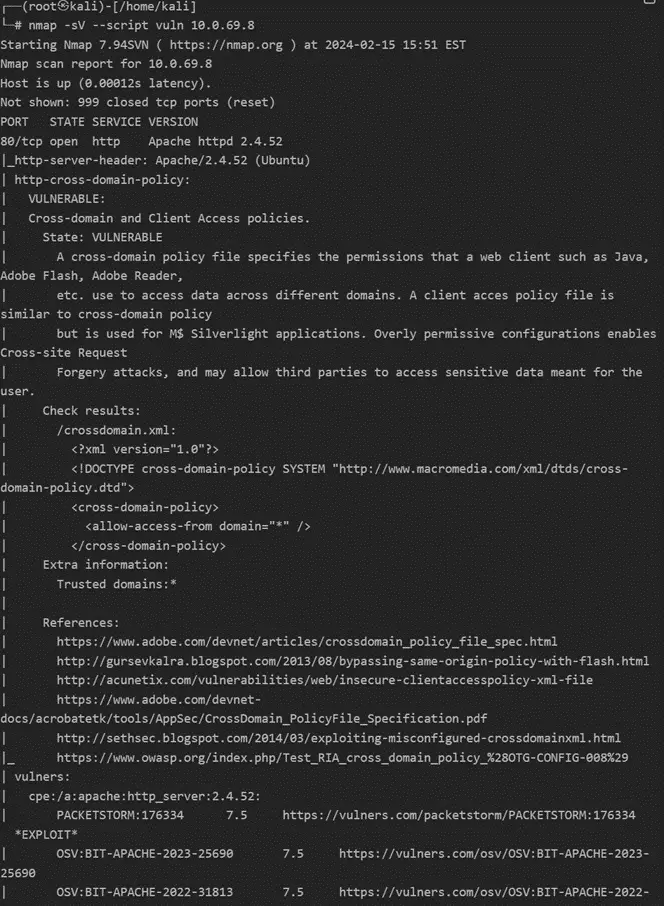 ┌──(root㉿kali)-[/home/kali]
└─# nmap -sV --script vuln 10.0.69.8
Starting Nmap 7.94SVN ( https://nmap.org ) at 2024-02-15 15:51 EST
Nmap scan report for 10.0.69.8
Host is up (0.00012s latency).
Not shown: 999 closed tcp ports (reset)
PORT   STATE SERVICE VERSION
80/tcp open  http    Apache httpd 2.4.52
|_http-server-header: Apache/2.4.52 (Ubuntu)
| http-cross-domain-policy:
|   VULNERABLE:
|   Cross-domain and Client Access policies.
|     State: VULNERABLE
|       A cross-domain policy file specifies the permissions that a web client such as Java,
Adobe Flash, Adobe Reader,
|       etc. use to access data across different domains. A client acces policy file is
similar to cross-domain policy
|       but is used for M$ Silverlight applications. Overly permissive configurations enables
Cross-site Request
|       Forgery attacks, and may allow third parties to access sensitive data meant for the
user.
|     Check results:
|       /crossdomain.xml:
|         <?xml version="1.0"?>
|         <!DOCTYPE cross-domain-policy SYSTEM "http://www.macromedia.com/xml/dtds/cross-
domain-policy.dtd">
|         <cross-domain-policy>
|           <allow-access-from domain="*" />
|         </cross-domain-policy>
|     Extra information:
|       Trusted domains:*
|
|     References:
|       https://www.adobe.com/devnet/articles/crossdomain_policy_file_spec.html
|       http://gursevkalra.blogspot.com/2013/08/bypassing-same-origin-policy-with-flash.html
|       http://acunetix.com/vulnerabilities/web/insecure-clientaccesspolicy-xml-file
|       https://www.adobe.com/devnet-
docs/acrobatetk/tools/AppSec/CrossDomain_PolicyFile_Specification.pdf
|       http://sethsec.blogspot.com/2014/03/exploiting-misconfigured-crossdomainxml.html
|_      https://www.owasp.org/index.php/Test_RIA_cross_domain_policy_%28OTG-CONFIG-008%29
| vulners:
|   cpe:/a:apache:http_server:2.4.52:
|       PACKETSTORM:176334      7.5     https://vulners.com/packetstorm/PACKETSTORM:176334
*EXPLOIT*
|       OSV:BIT-APACHE-2023-25690       7.5     https://vulners.com/osv/OSV:BIT-APACHE-2023-
25690
|       OSV:BIT-APACHE-2022-31813       7.5     https://vulners.com/osv/OSV:BIT-APACHE-2022-